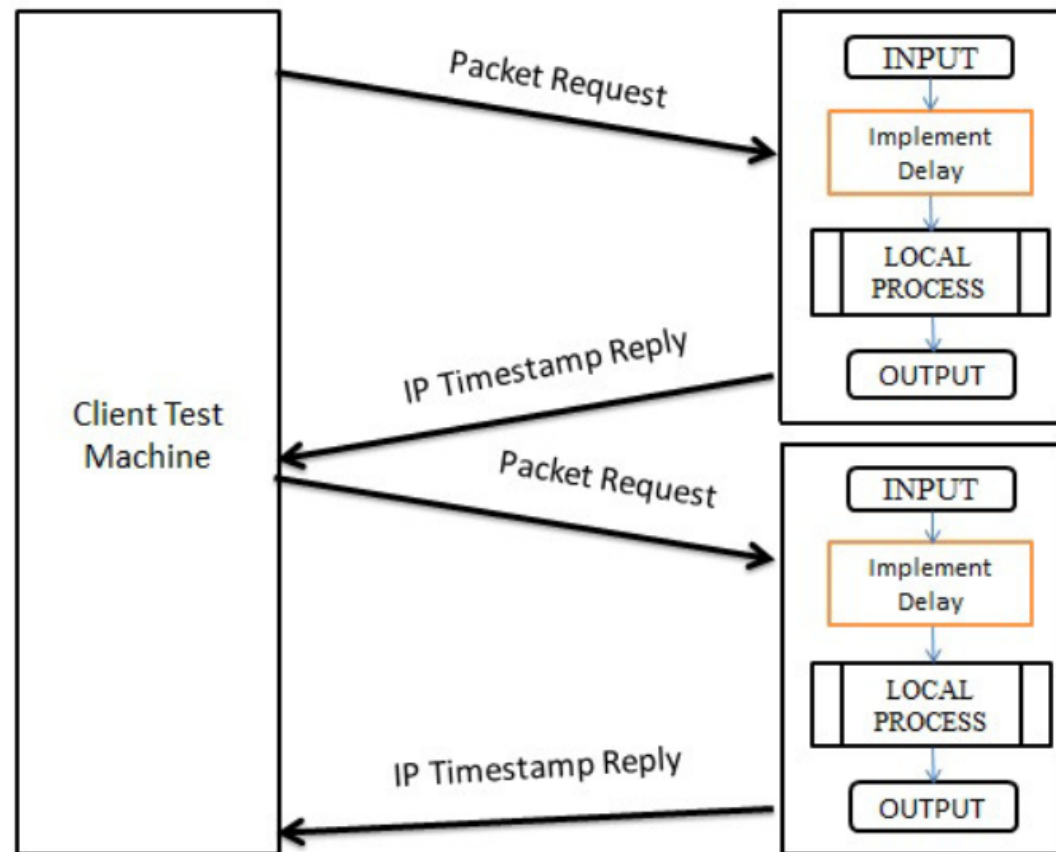 Packet Request
INPUT
Implement
Delay
LOCAL
PROCESS
OUTPUT
IP Timestamp Reply
Client Test
Machine
Packet Request
INPUT
Implement
Delay
LOCAL
PROCESS
OUTPUT
IP Timestamp Reply